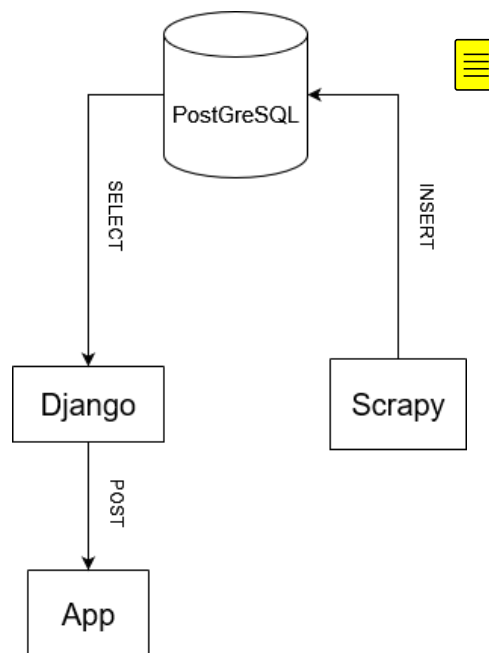 PostGreSQL
SELECT
INSERT
Django
Scrapy
POST
App